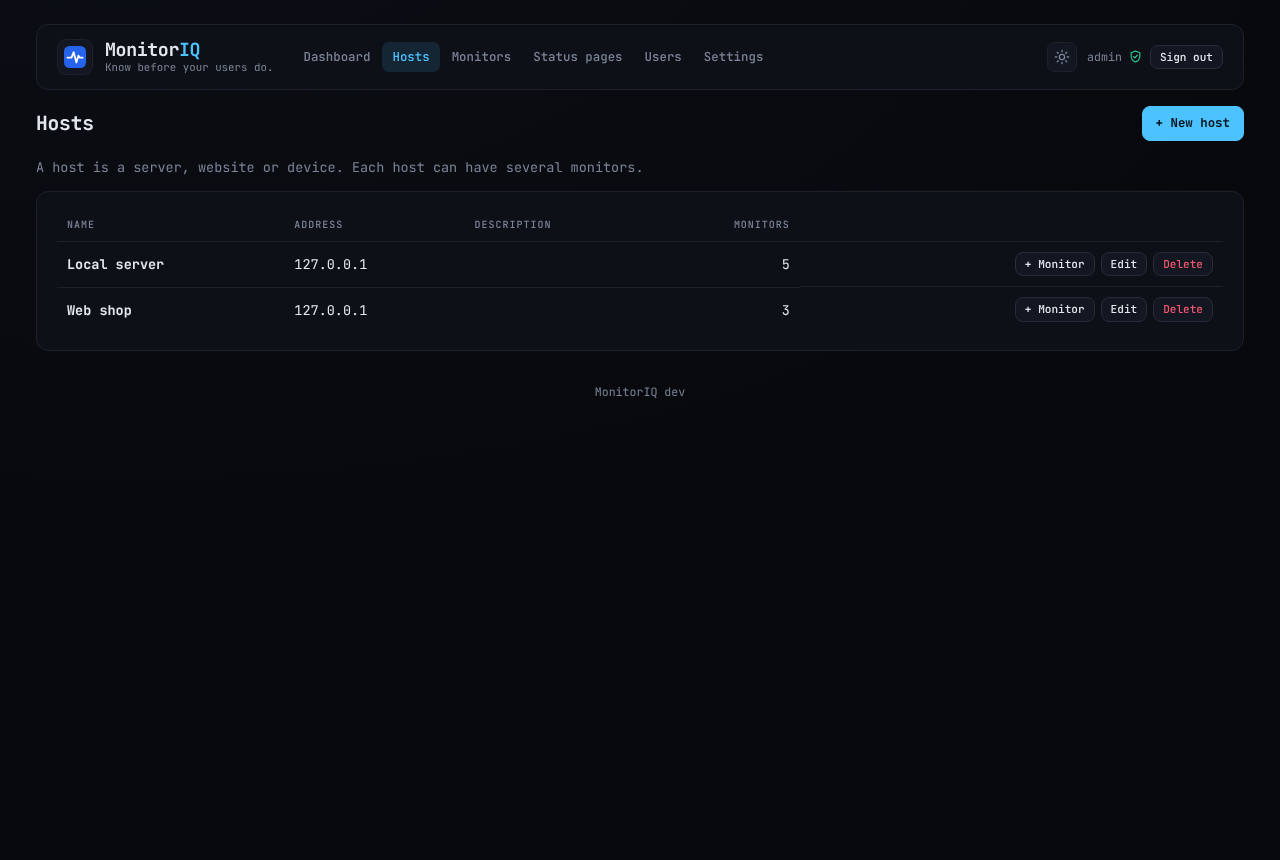 MonitorIQ
Know before your users do.
Dashboard Hosts Monitors Status pages Users Settings admin Sign out
Hosts + New host
A host is a server, website or device. Each host can have several monitors.
NAME ADDRESS DESCRIPTION MONITORS
Local server 127.0.0.1 5 + Monitor Edit Delete
Web shop 127.0.0.1 3 + Monitor Edit Delete
MonitorIQ dev